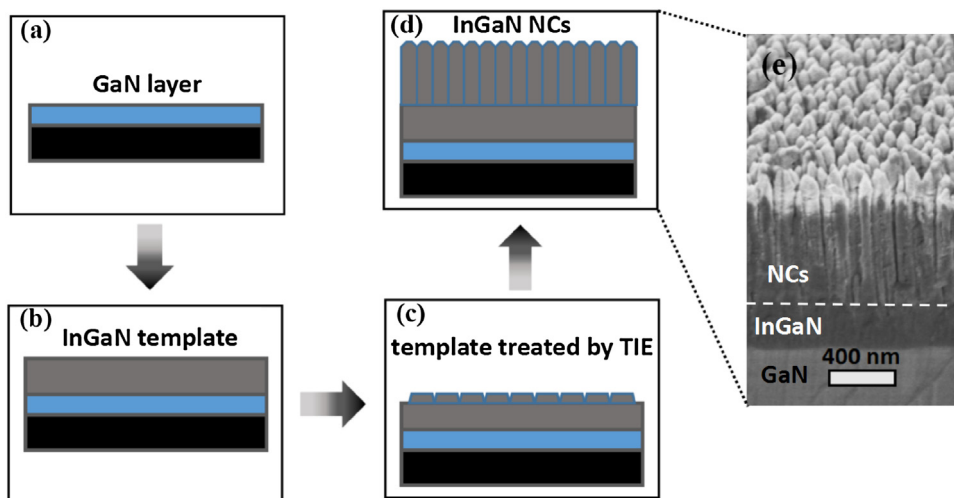 (a)
GaN layer
(b)
InGaN template
(c)
template treated by TIE
(d)
InGaN NCs
(e)
NCs
InGaN
400 nm
GaN